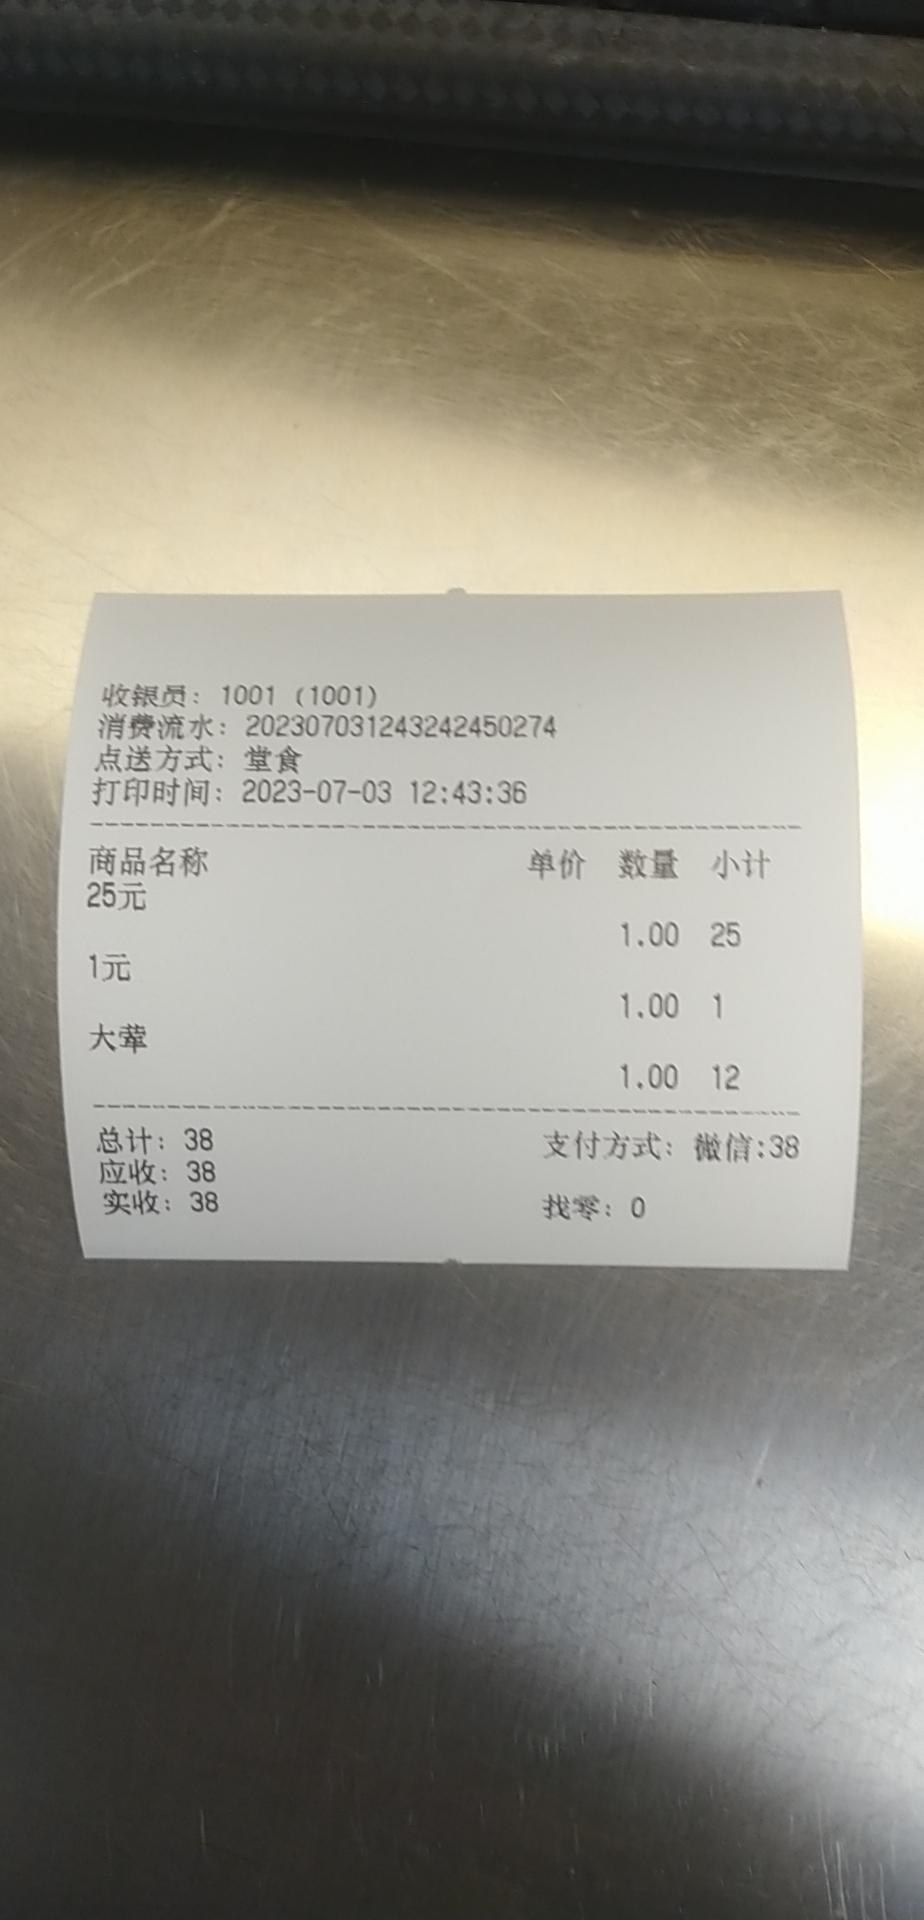 收银员: 1001 (1001)
消费流水: 202307031243242450274
点送方式: 堂食
打印时间: 2023-07-03 12:43:36
商品名称 单价 数量 小计
25元
1.00 25
1元
1.00 1
大荤
1.00 12
总计: 38 支付方式: 微信:38
应收: 38
实收: 38 找零: 0